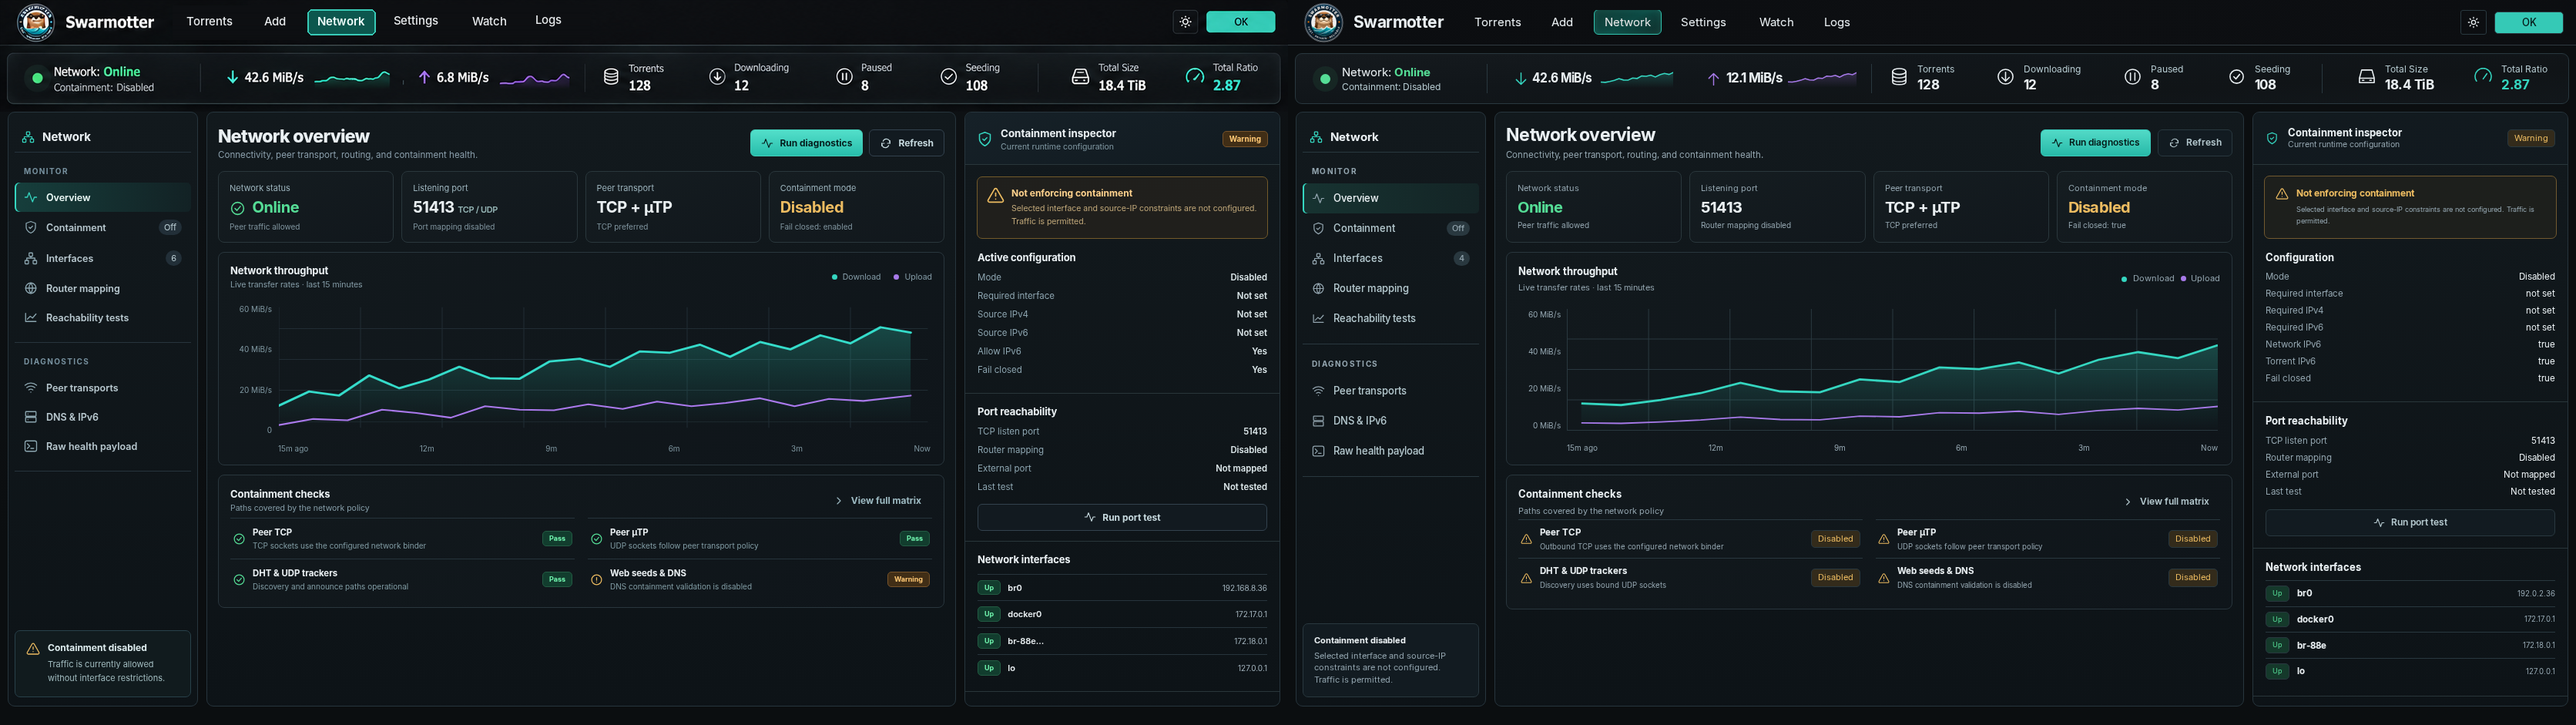 Swarmotter
Torrents
Add
Network
Settings
Watch
Logs
OK
Network: Online
Containment: Disabled
42.6 MiB/s
6.8 MiB/s
Torrents
128
Downloading
12
Paused
8
Seeding
108
Total Size
18.4 TiB
Total Ratio
2.87
Network
MONITOR
Overview
Containment
Off
Interfaces
6
Router mapping
Reachability tests
DIAGNOSTICS
Peer transports
DNS & IPv6
Raw health payload
Containment disabled
Traffic is currently allowed
without interface restrictions.
Network overview
Connectivity, peer transport, routing, and containment health.
Run diagnostics
Refresh
Network status
Online
Peer traffic allowed
Listening port
51413 TCP / UDP
Port mapping disabled
Peer transport
TCP + µTP
TCP preferred
Containment mode
Disabled
Fail closed: enabled
Network throughput
Live transfer rates · last 15 minutes
Download
Upload
60 MiB/s
40 MiB/s
20 MiB/s
0
15m ago
12m
9m
6m
3m
Now
Containment checks
Paths covered by the network policy
View full matrix
Peer TCP
TCP sockets use the configured network binder
Pass
Peer µTP
UDP sockets follow peer transport policy
Pass
DHT & UDP trackers
Discovery and announce paths operational
Pass
Web seeds & DNS
DNS containment validation is disabled
Warning
Containment inspector
Current runtime configuration
Warning
Not enforcing containment
Selected interface and source-IP constraints are not configured.
Traffic is permitted.
Active configuration
Mode
Disabled
Required interface
Not set
Source IPv4
Not set
Source IPv6
Not set
Allow IPv6
Yes
Fail closed
Yes
Port reachability
TCP listen port
51413
Router mapping
Disabled
External port
Not mapped
Last test
Not tested
Run port test
Network interfaces
Up
br0
192.168.8.36
Up
docker0
172.17.0.1
Up
br-88e...
172.18.0.1
Up
lo
127.0.0.1
Swarmotter
Torrents
Add
Network
Settings
Watch
Logs
OK
Network: Online
Containment: Disabled
42.6 MiB/s
12.1 MiB/s
Torrents
128
Downloading
12
Paused
8
Seeding
108
Total Size
18.4 TiB
Total Ratio
2.87
Network
MONITOR
Overview
Containment
Off
Interfaces
4
Router mapping
Reachability tests
DIAGNOSTICS
Peer transports
DNS & IPv6
Raw health payload
Containment disabled
Selected interface and source-IP
constraints are not configured.
Traffic is permitted.
Network overview
Connectivity, peer transport, routing, and containment health.
Run diagnostics
Refresh
Network status
Online
Peer traffic allowed
Listening port
51413
Router mapping disabled
Peer transport
TCP + µTP
TCP preferred
Containment mode
Disabled
Fail closed: true
Network throughput
Live transfer rates · last 15 minutes
Download
Upload
60 MiB/s
40 MiB/s
20 MiB/s
0 MiB/s
15m ago
12m
9m
6m
3m
Now
Containment checks
Paths covered by the network policy
View full matrix
Peer TCP
Outbound TCP uses the configured network binder
Disabled
Peer µTP
UDP sockets follow peer transport policy
Disabled
DHT & UDP trackers
Discovery uses bound UDP sockets
Disabled
Web seeds & DNS
DNS containment validation is disabled
Disabled
Containment inspector
Current runtime configuration
Warning
Not enforcing containment
Selected interface and source-IP constraints are not configured. Traffic is
permitted.
Configuration
Mode
Disabled
Required interface
not set
Required IPv4
not set
Required IPv6
not set
Network IPv6
true
Torrent IPv6
true
Fail closed
true
Port reachability
TCP listen port
51413
Router mapping
Disabled
External port
Not mapped
Last test
Not tested
Run port test
Network interfaces
Up
br0
192.0.2.36
Up
docker0
172.17.0.1
Up
br-88e
172.18.0.1
Up
lo
127.0.0.1